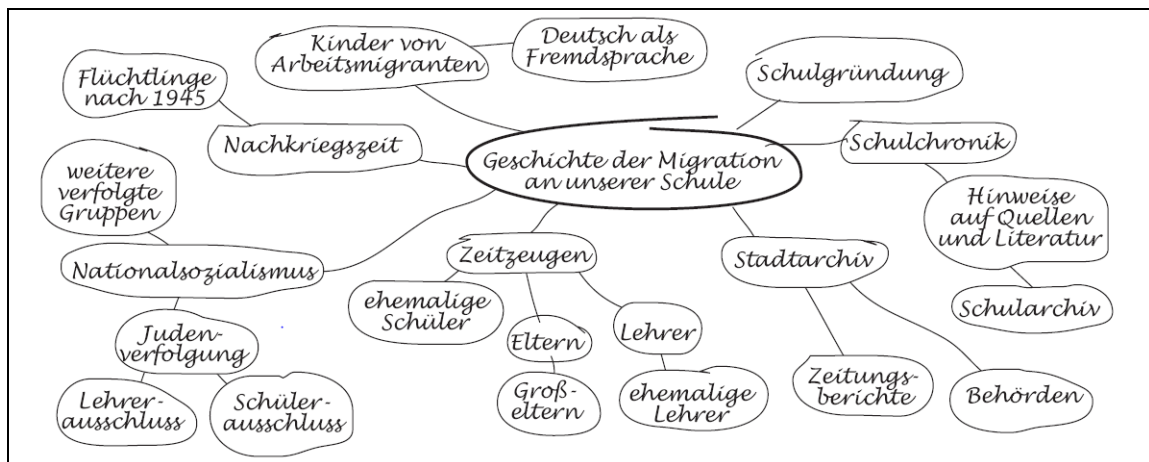 Kinder von
Arbeitsmigranten
Deutsch als
Fremdsprache
Schulgründung
Flüchtlinge
nach 1945
Nachkriegszeit
Geschichte der Migration
an unserer Schule
Schulchronik
weitere
verfolgte
Gruppen
Hinweise
auf Quellen
und Literatur
Nationalsozialismus
Zeitzeugen
Stadtarchiv
ehemalige
Schüler
Schularchiv
Juden-
verfolgung
Eltern
Lehrer
Lehrer-
ausschluss
Schüler-
ausschluss
Groß-
eltern
ehemalige
Lehrer
Zeitungs-
berichte
Behörden